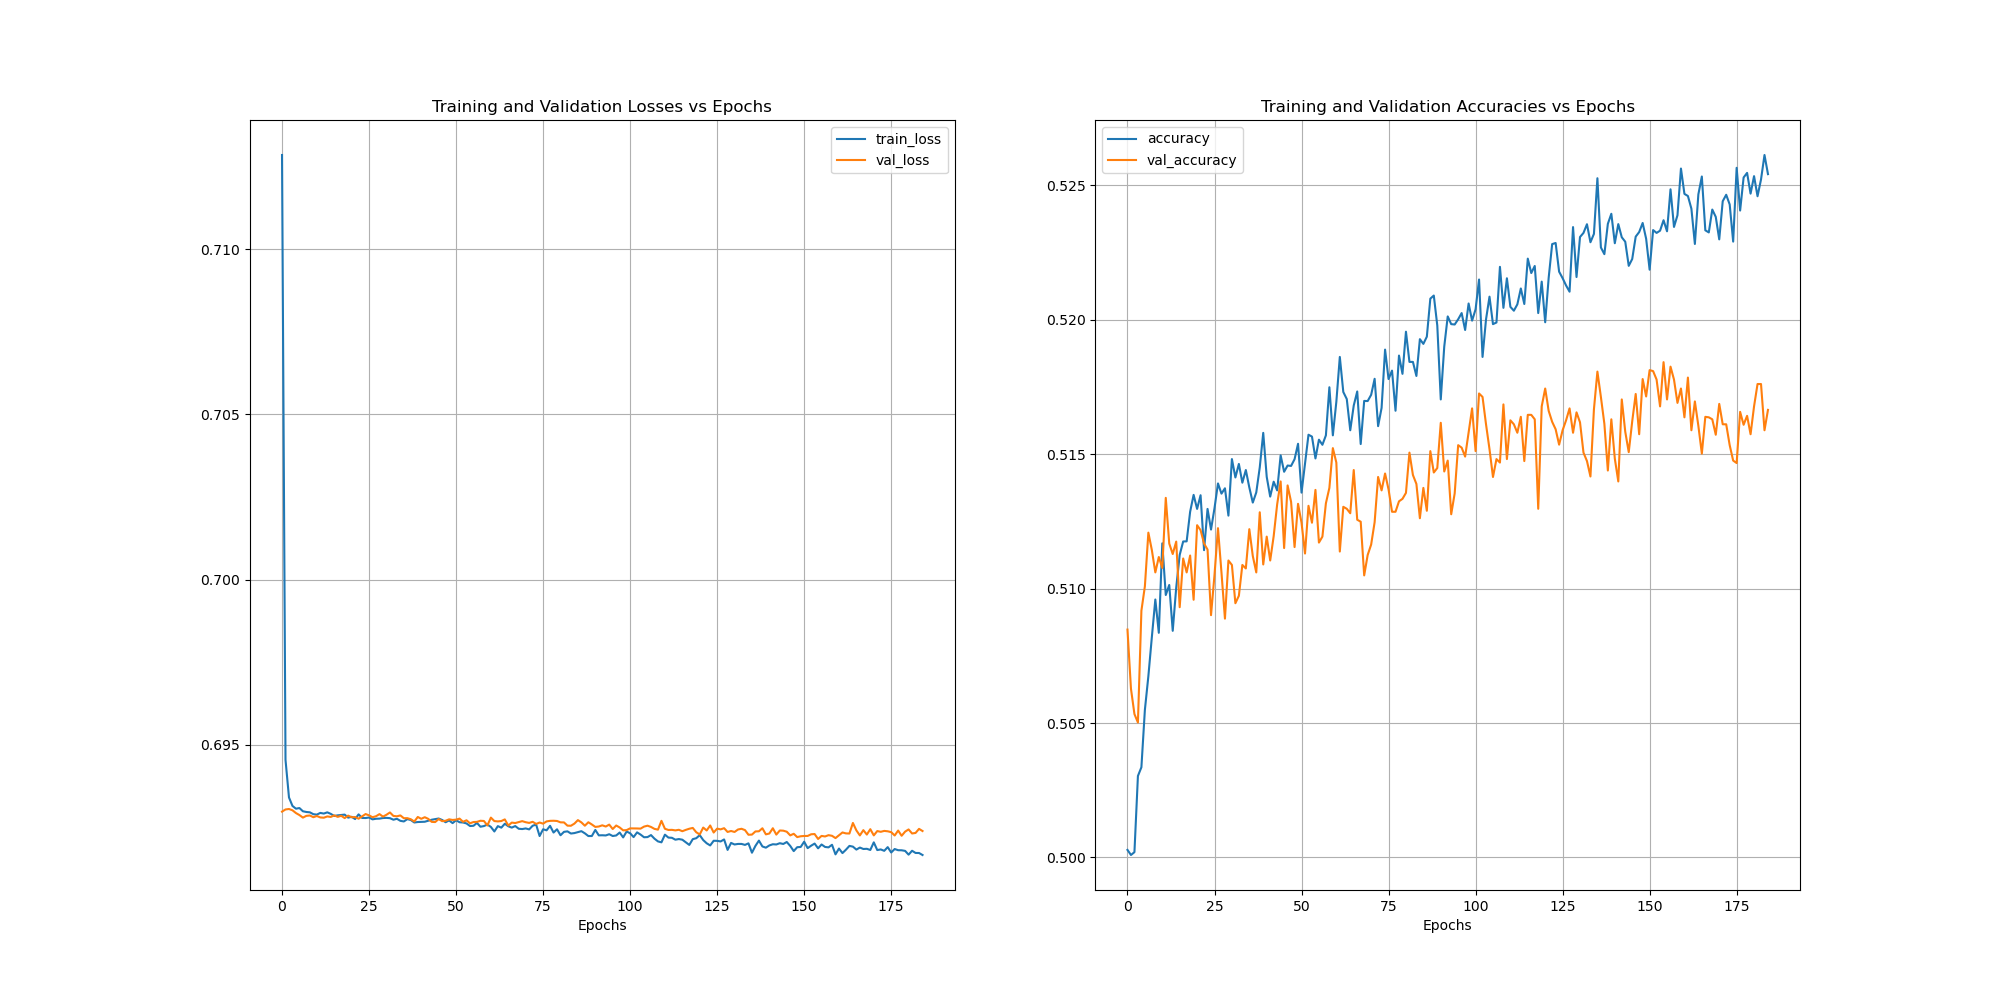 Training and Validation Losses vs Epochs
train_loss
val_loss
0.710
0.705
0.700
0.695
0 25 50 75 100 125 150 175
Epochs
Training and Validation Accuracies vs Epochs
accuracy
val_accuracy
0.525
0.520
0.515
0.510
0.505
0.500
0 25 50 75 100 125 150 175
Epochs